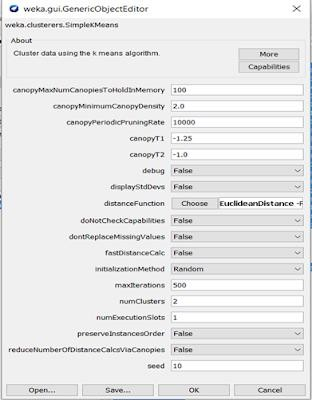 weka.gui.GenericObjectEditor
weka.clusterers.SimpleKMeans
About
Cluster data using the k means algorithm.
More
Capabilities
canopyMaxNumCanopiesToHoldInMemory 100
canopyMinimumCanopyDensity 2.0
canopyPeriodicPruningRate 10000
canopyT1 -1.25
canopyT2 -1.0
debug False
displayStdDevs False
distanceFunction Choose EuclideanDistance -R
doNotCheckCapabilities False
dontReplaceMissingValues False
fastDistanceCalc False
initializationMethod Random
maxIterations 500
numClusters 2
numExecutionSlots 1
preserveInstancesOrder False
reduceNumberOfDistanceCalcsViaCanopies False
seed 10
Open... Save... OK Cancel